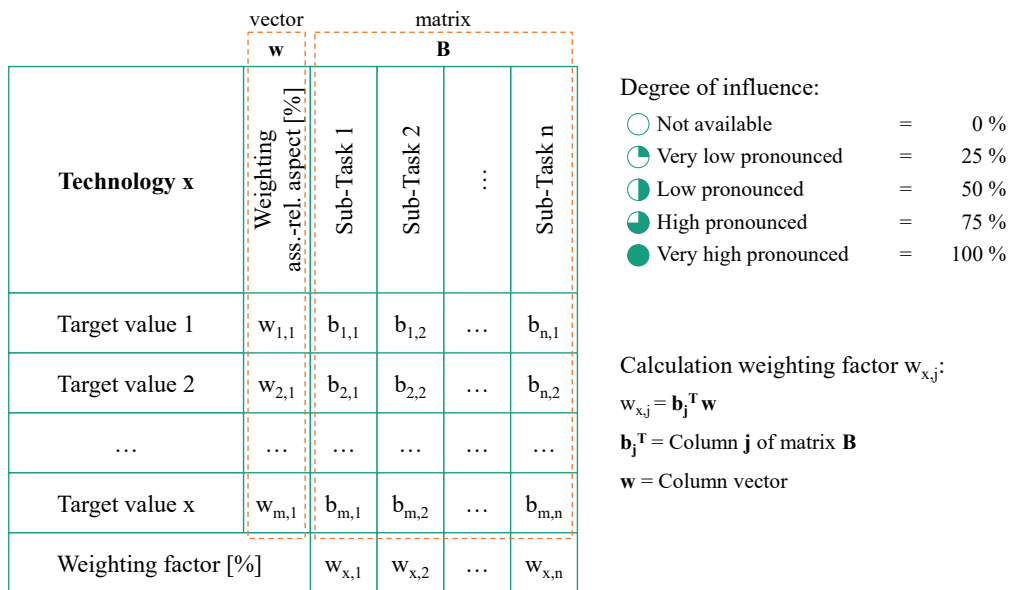 vector matrix
w B
Technology x
Weighting
ass.-rel. aspect [%]
Sub-Task 1
Sub-Task 2
…
Sub-Task n
Target value 1 w1,1 b1,1 b1,2 … bn,1
Target value 2 w2,1 b2,1 b2,2 … bn,2
… … … … … …
Target value x wm,1 bm,1 bm,2 … bm,n
Weighting factor [%] wx,1 wx,2 … wx,n
Degree of influence:
Not available = 0 %
Very low pronounced = 25 %
Low pronounced = 50 %
High pronounced = 75 %
Very high pronounced = 100 %
Calculation weighting factor wx,j:
wx,j = bjT w
bjT = Column j of matrix B
w = Column vector